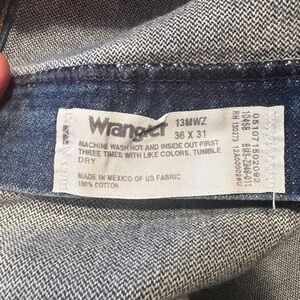 Wrangler
13MWZ
36 X 31
MACHINE WASH HOT AND INSIDE OUT FIRST
THREE TIMES WITH LIKE COLORS, TUMBLE
DRY
MADE IN MEXICO OF US FABRIC
100% COTTON
051071502092